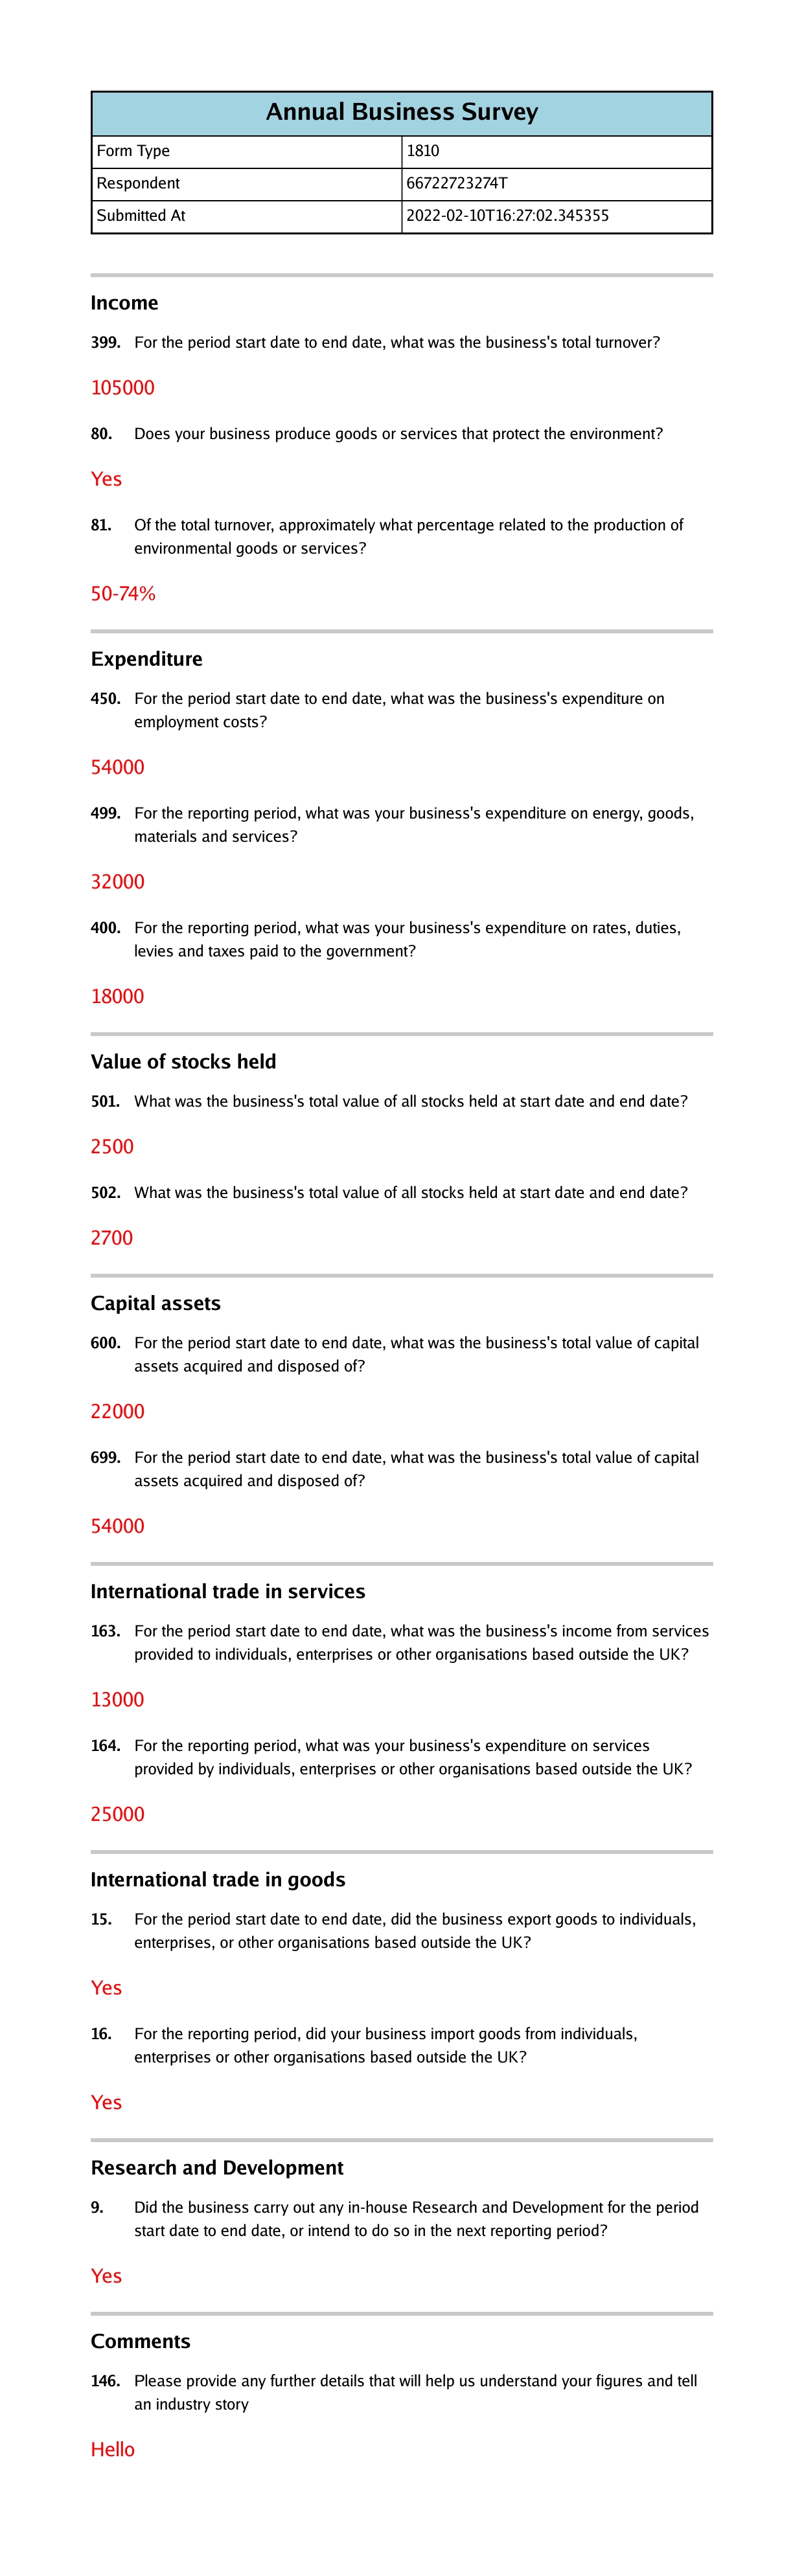 Annual Business Survey
Form Type 1810
Respondent 66722723274T
Submitted At 2022-02-10T16:27:02.345355
Income
399. For the period start date to end date, what was the business's total turnover?
105000
80. Does your business produce goods or services that protect the environment?
Yes
81. Of the total turnover, approximately what percentage related to the production of
environmental goods or services?
50-74%
Expenditure
450. For the period start date to end date, what was the business's expenditure on
employment costs?
54000
499. For the reporting period, what was your business's expenditure on energy, goods,
materials and services?
32000
400. For the reporting period, what was your business's expenditure on rates, duties,
levies and taxes paid to the government?
18000
Value of stocks held
501. What was the business's total value of all stocks held at start date and end date?
2500
502. What was the business's total value of all stocks held at start date and end date?
2700
Capital assets
600. For the period start date to end date, what was the business's total value of capital
assets acquired and disposed of?
22000
699. For the period start date to end date, what was the business's total value of capital
assets acquired and disposed of?
54000
International trade in services
163. For the period start date to end date, what was the business's income from services
provided to individuals, enterprises or other organisations based outside the UK?
13000
164. For the reporting period, what was your business's expenditure on services
provided by individuals, enterprises or other organisations based outside the UK?
25000
International trade in goods
15. For the period start date to end date, did the business export goods to individuals,
enterprises, or other organisations based outside the UK?
Yes
16. For the reporting period, did your business import goods from individuals,
enterprises or other organisations based outside the UK?
Yes
Research and Development
9. Did the business carry out any in-house Research and Development for the period
start date to end date, or intend to do so in the next reporting period?
Yes
Comments
146. Please provide any further details that will help us understand your figures and tell
an industry story
Hello